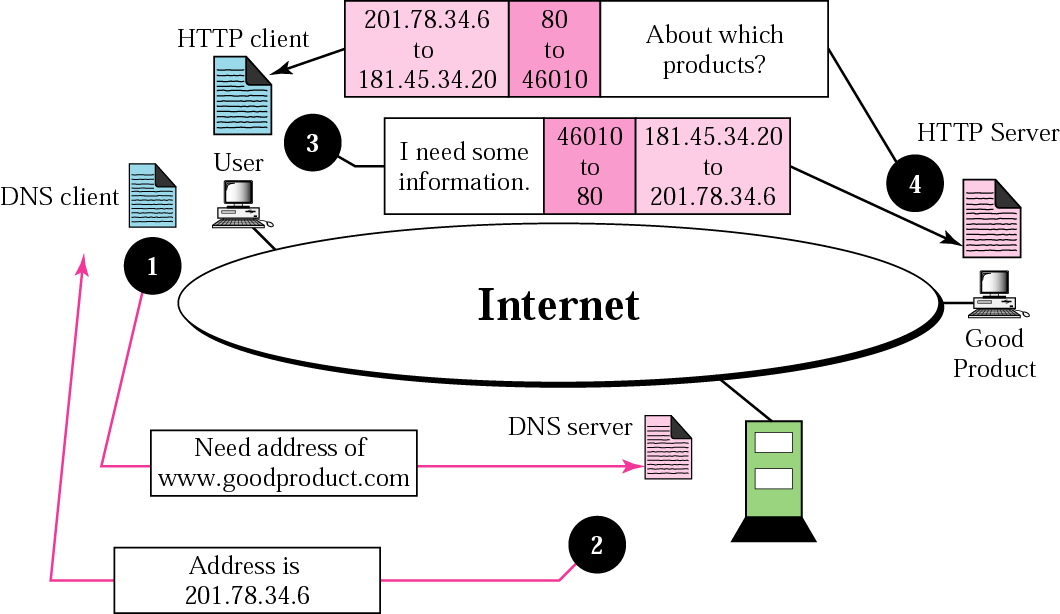 HTTP client
201.78.34.6
to
181.45.34.20
80
to
46010
About which
products?
3
I need some
information.
46010
to
80
181.45.34.20
to
201.78.34.6
HTTP Server
4
User
DNS client
1
Internet
Good
Product
DNS server
Need address of
www.goodproduct.com
2
Address is
201.78.34.6